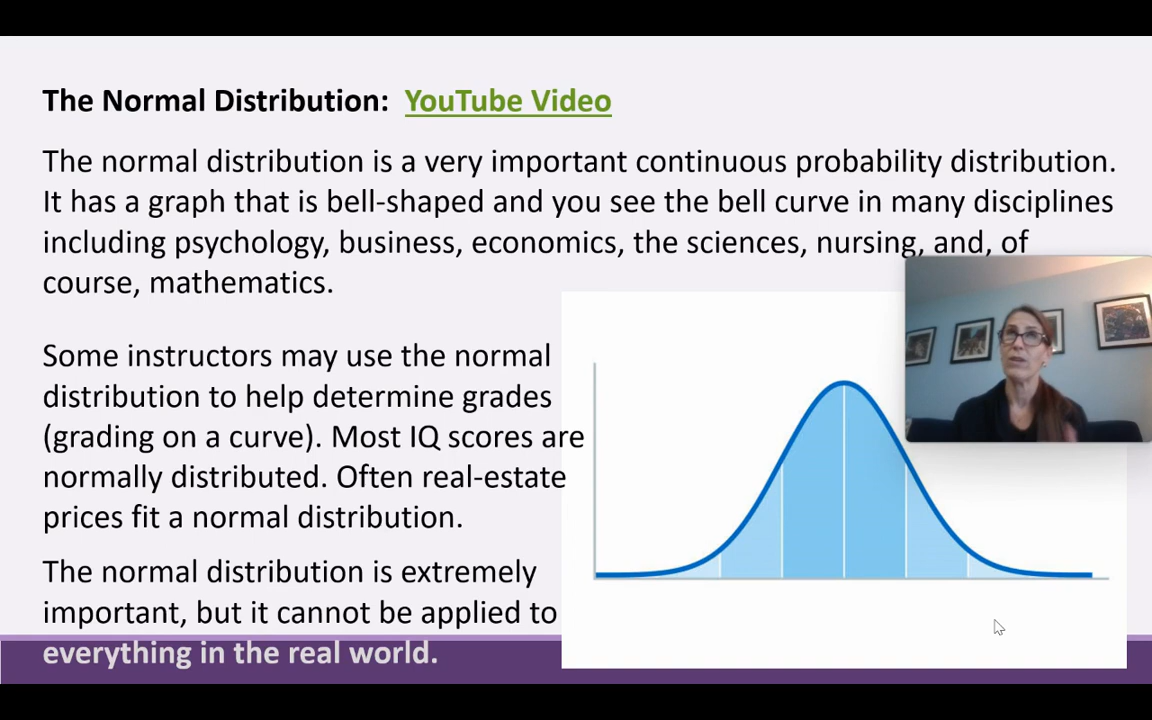 The Normal Distribution: YouTube Video
The normal distribution is a very important continuous probability distribution.
It has a graph that is bell-shaped and you see the bell curve in many disciplines
including psychology, business, economics, the sciences, nursing, and, of
course, mathematics.
Some instructors may use the normal
distribution to help determine grades
(grading on a curve). Most IQ scores are
normally distributed. Often real-estate
prices fit a normal distribution.
The normal distribution is extremely
important, but it cannot be applied to
everything in the real world.